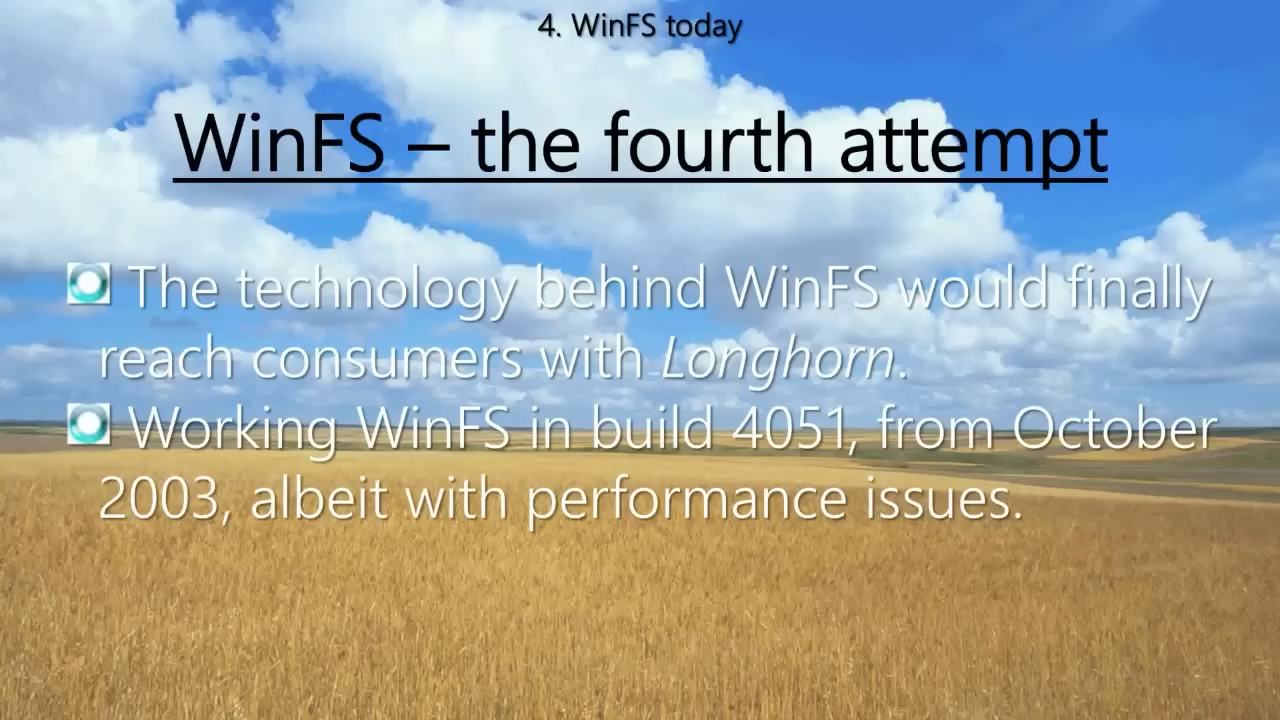 4. WinFS today
WinFS – the fourth attempt
The technology behind WinFS would finally
reach consumers with Longhorn.
Working WinFS in build 4051, from October
2003, albeit with performance issues.